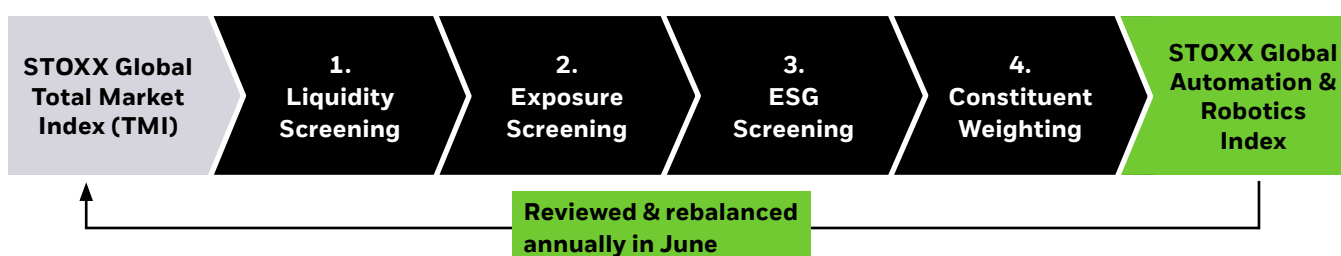 STOXX Global
Total Market
Index (TMI)
1.
Liquidity
Screening
2.
Exposure
Screening
3.
ESG
Screening
4.
Constituent
Weighting
STOXX Global
Automation &
Robotics
Index
Reviewed & rebalanced
annually in June